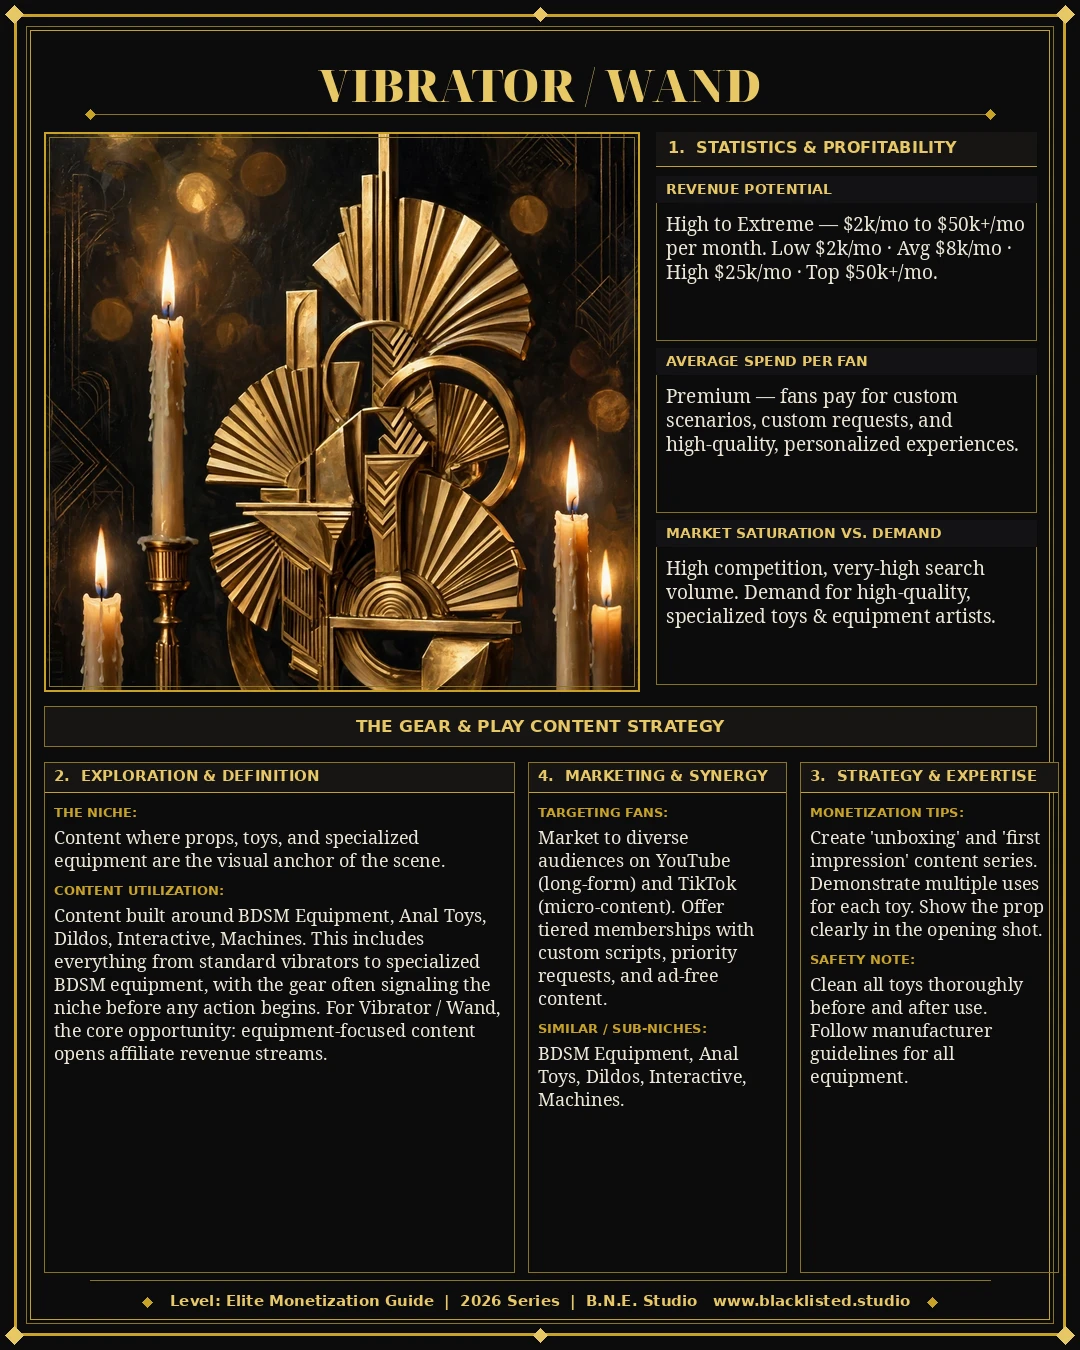 VIBRATOR / WAND
1. STATISTICS & PROFITABILITY
REVENUE POTENTIAL
High to Extreme — $2k/mo to $50k+/mo
per month. Low $2k/mo · Avg $8k/mo ·
High $25k/mo · Top $50k+/mo.
AVERAGE SPEND PER FAN
Premium — fans pay for custom
scenarios, custom requests, and
high-quality, personalized experiences.
MARKET SATURATION VS. DEMAND
High competition, very-high search
volume. Demand for high-quality,
specialized toys & equipment artists.
THE GEAR & PLAY CONTENT STRATEGY
2. EXPLORATION & DEFINITION
THE NICHE:
Content where props, toys, and specialized
equipment are the visual anchor of the scene.
CONTENT UTILIZATION:
Content built around BDSM Equipment, Anal Toys,
Dildos, Interactive, Machines. This includes
everything from standard vibrators to specialized
BDSM equipment, with the gear often signaling the
niche before any action begins. For Vibrator / Wand,
the core opportunity: equipment-focused content
opens affiliate revenue streams.
4. MARKETING & SYNERGY
TARGETING FANS:
Market to diverse
audiences on YouTube
(long-form) and TikTok
(micro-content). Offer
tiered memberships with
custom scripts, priority
requests, and ad-free
content.
SIMILAR / SUB-NICHES:
BDSM Equipment, Anal
Toys, Dildos, Interactive,
Machines.
3. STRATEGY & EXPERTISE
MONETIZATION TIPS:
Create 'unboxing' and 'first
impression' content series.
Demonstrate multiple uses
for each toy. Show the prop
clearly in the opening shot.
SAFETY NOTE:
Clean all toys thoroughly
before and after use.
Follow manufacturer
guidelines for all
equipment.
Level: Elite Monetization Guide | 2026 Series | B.N.E. Studio www.blacklisted.studio